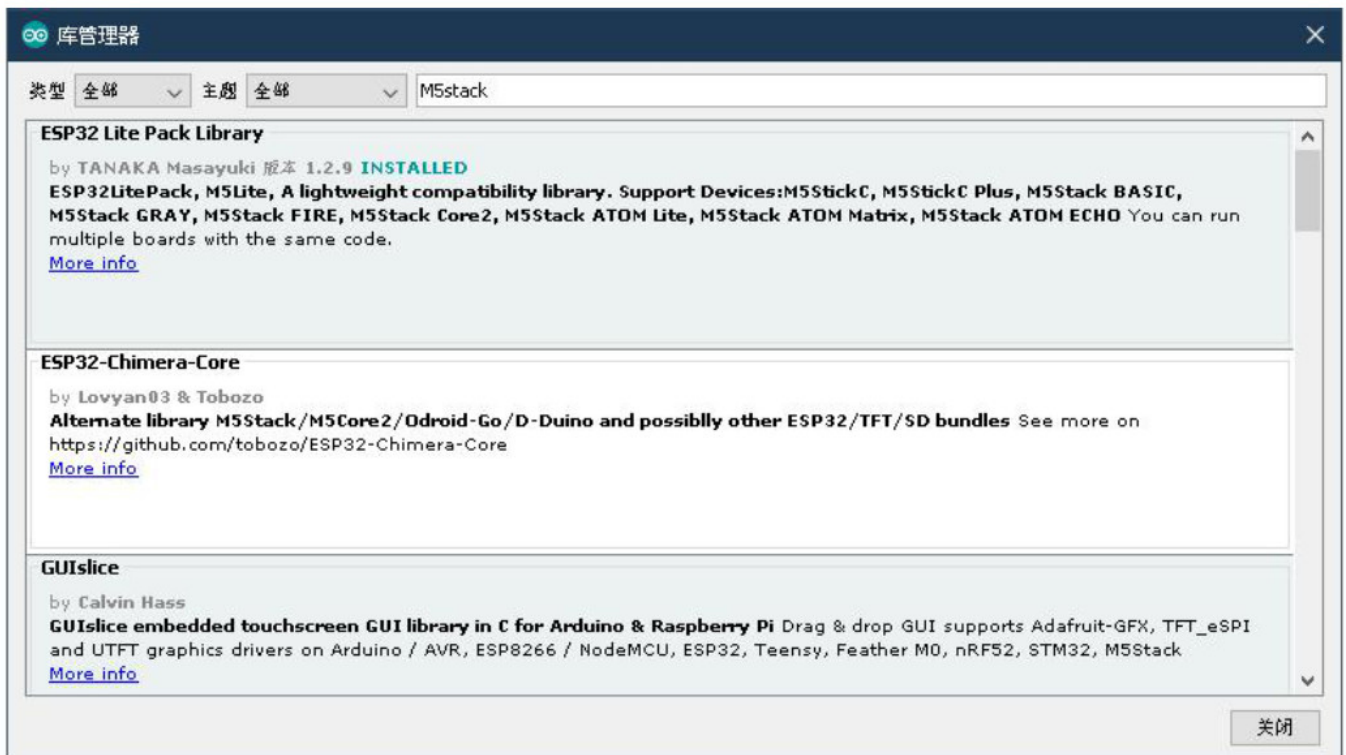 库管理器
类型 全部 主题 全部 M5stack
ESP32 Lite Pack Library
by TANAKA Masayuki 版本 1.2.9 INSTALLED
ESP32LitePack, M5Lite, A lightweight compatibility library. Support Devices:M5StickC, M5StickC Plus, M5Stack BASIC,
M5Stack GRAY, M5Stack FIRE, M5Stack Core2, M5Stack ATOM Lite, M5Stack ATOM Matrix, M5Stack ATOM ECHO You can run
multiple boards with the same code.
More info
ESP32-Chimera-Core
by Lovyan03 & Tobozo
Alternate library M5Stack/M5Core2/Odroid-Go/D-Duino and possiblly other ESP32/TFT/SD bundles See more on
https://github.com/tobozo/ESP32-Chimera-Core
More info
GUIslice
by Calvin Hass
GUIslice embedded touchscreen GUI library in C for Arduino & Raspberry Pi Drag & drop GUI supports Adafruit-GFX, TFT_eSPI
and UTFT graphics drivers on Arduino / AVR, ESP8266 / NodeMCU, ESP32, Teensy, Feather M0, nRF52, STM32, M5Stack
More info
关闭